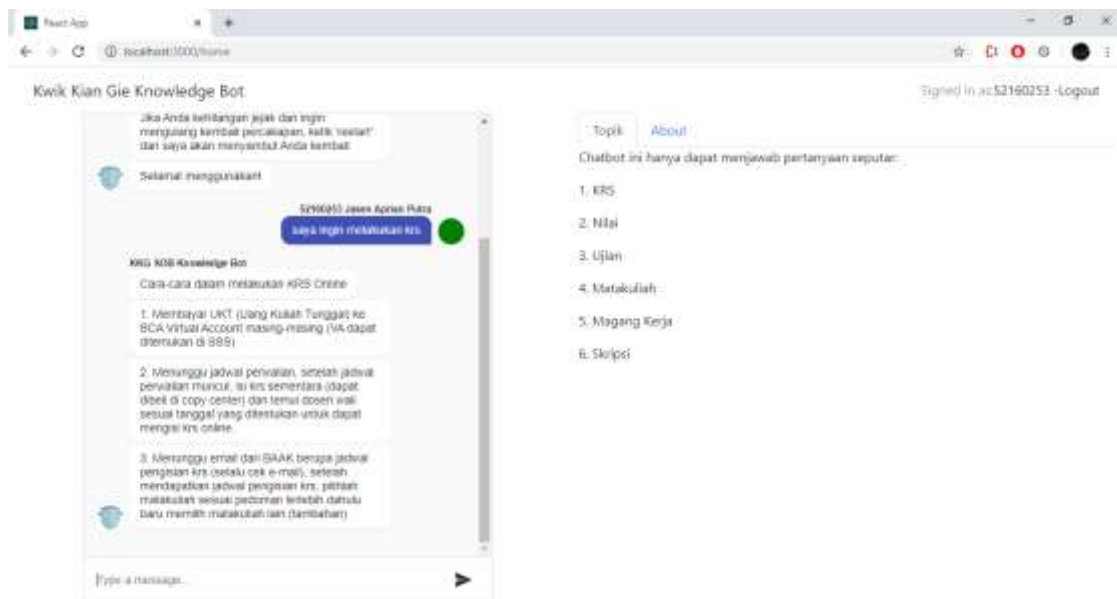 React App
localhost:3000/home
Kwik Kian Gie Knowledge Bot
Signed in as:52160253 -Logout
Jika Anda kehilangan jejak dan ingin
mengulang kembali percakapan, ketik "restart"
dan saya akan menyambut Anda kembali
Selamat menggunakan!
52160253 Jason Aprian Putra
saya ingin melakukan krs
KKG SOB Knowledge Bot
Cara-cara dalam melakukan KRS Online
1. Membayar UKT (Uang Kuliah Tunggal) ke
BCA Virtual Account masing-masing (VA dapat
ditemukan di SSS)
2. Menunggu jadwal perwalian, setelah jadwal
perwalian muncul, isi krs sementara (dapat
dibeli di copy center) dan temui dosen wali
sesuai tanggal yang ditentukan untuk dapat
mengisi krs online.
3. Menunggu email dari BAAK berupa jadwal
pengisian krs (selalu cek e-mail), setelah
mendapatkan jadwal pengisian krs, pilihlah
matakuliah sesuai pedoman terlebih dahulu
baru memilih matakuliah lain (tambahan)
Type a message...
Topik About
Chatbot ini hanya dapat menjawab pertanyaan seputar:
1. KRS
2. Nilai
3. Ujian
4. Matakuliah
5. Magang Kerja
6. Skripsi